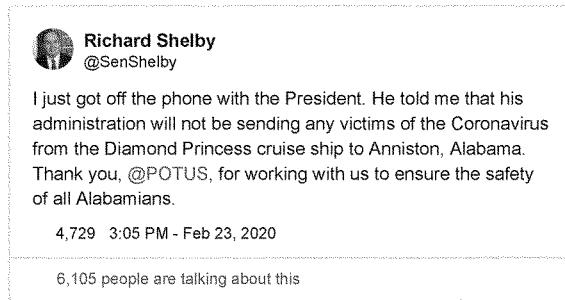 Richard Shelby
@SenShelby
I just got off the phone with the President. He told me that his
administration will not be sending any victims of the Coronavirus
from the Diamond Princess cruise ship to Anniston, Alabama.
Thank you, @POTUS, for working with us to ensure the safety
of all Alabamians.
4,729 3:05 PM - Feb 23, 2020
6,105 people are talking about this